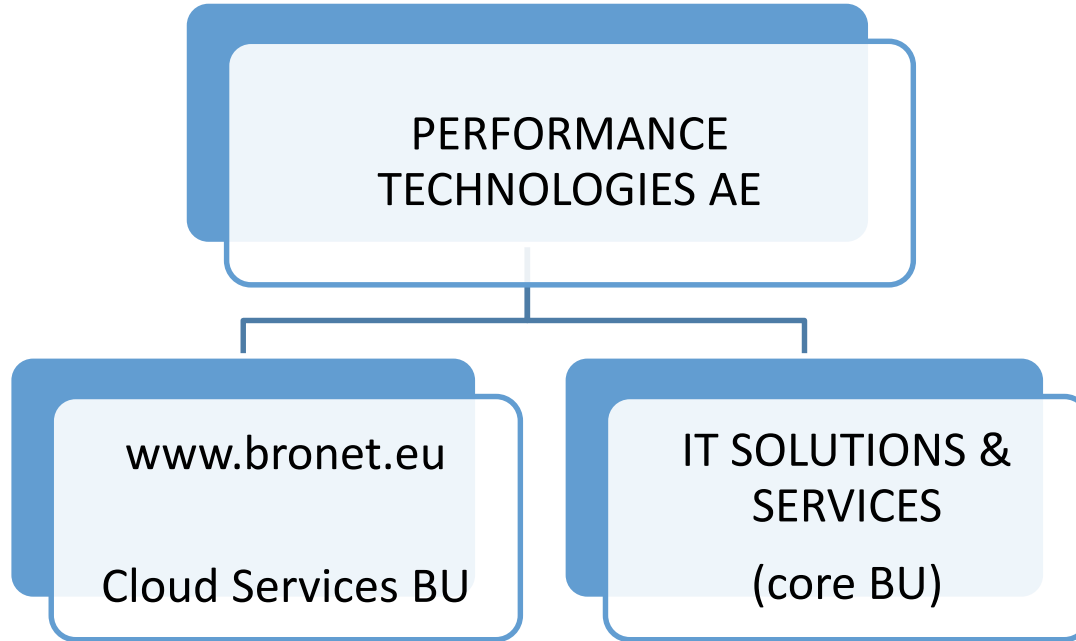 PERFORMANCE
TECHNOLOGIES AE
www.bronet.eu
Cloud Services BU
IT SOLUTIONS &
SERVICES
(core BU)